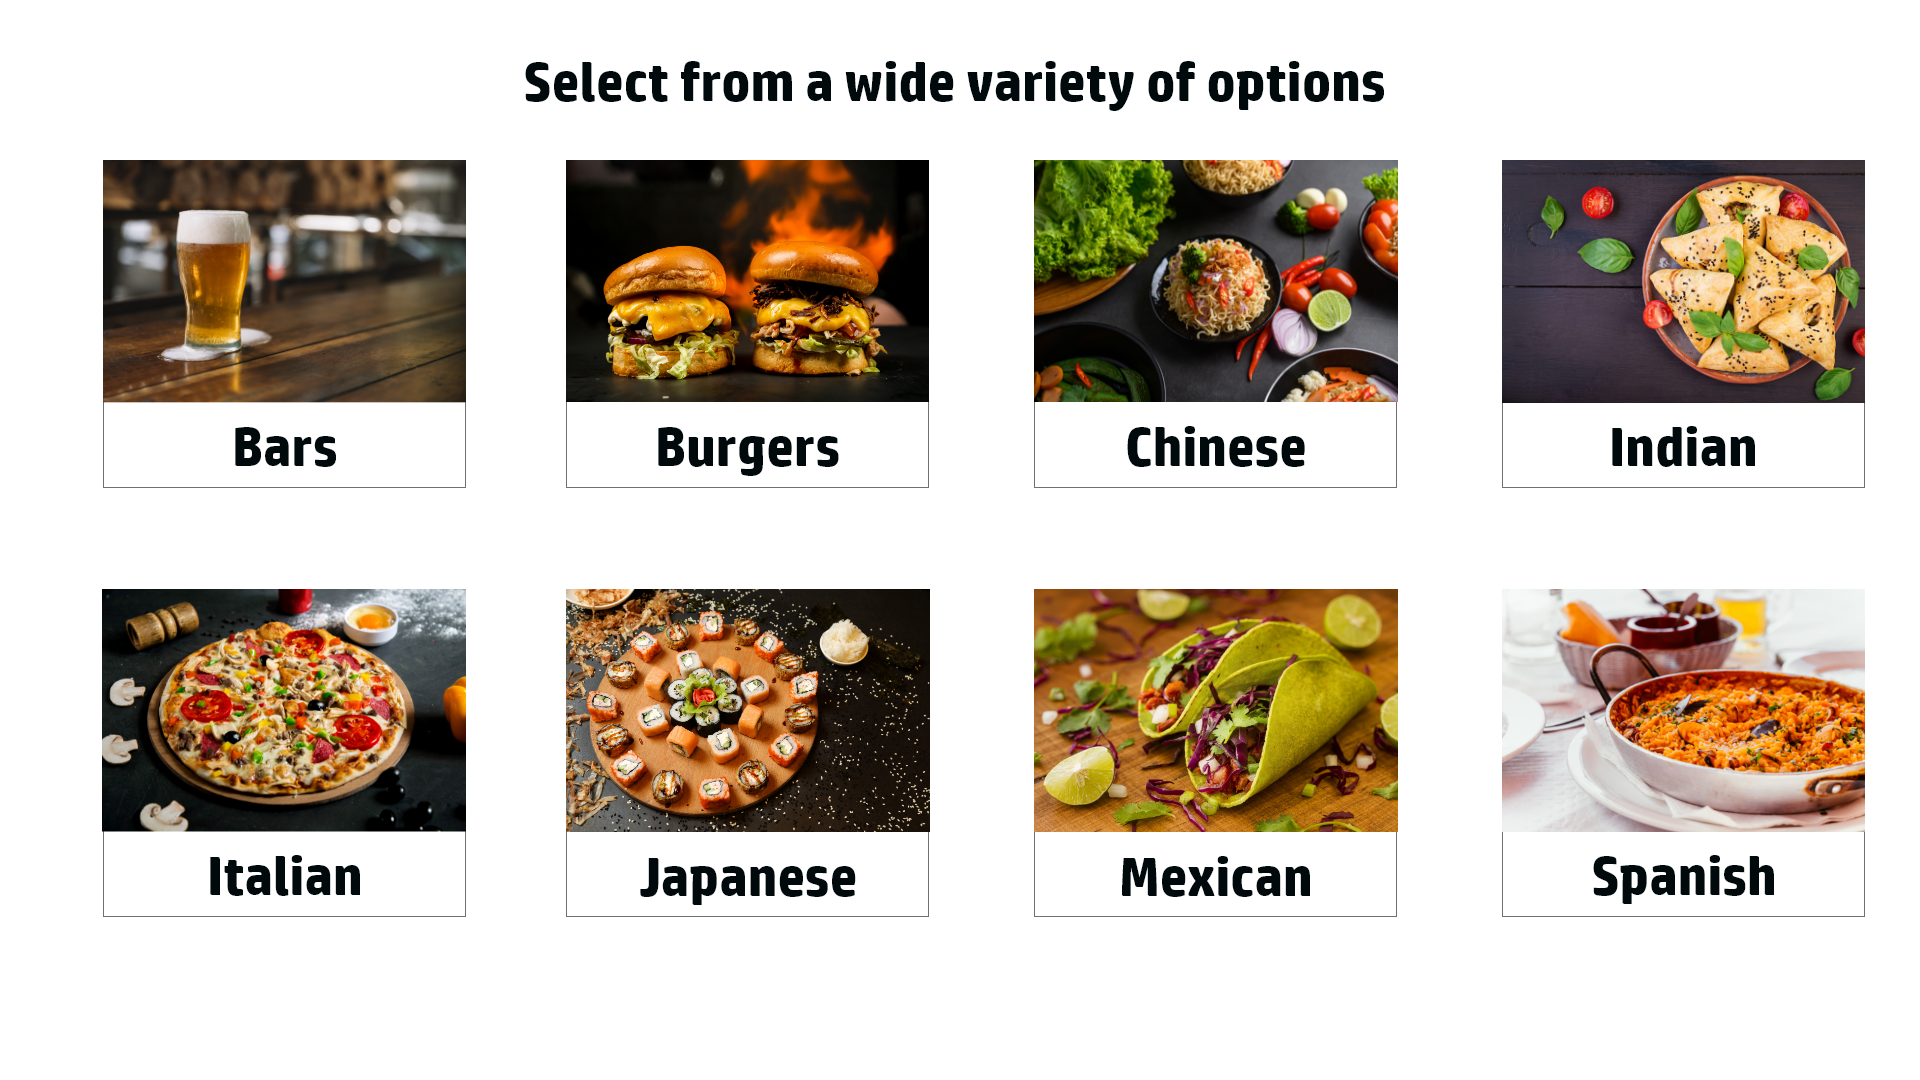 Select from a wide variety of options
Bars
Burgers
Chinese
Indian
Italian
Japanese
Mexican
Spanish